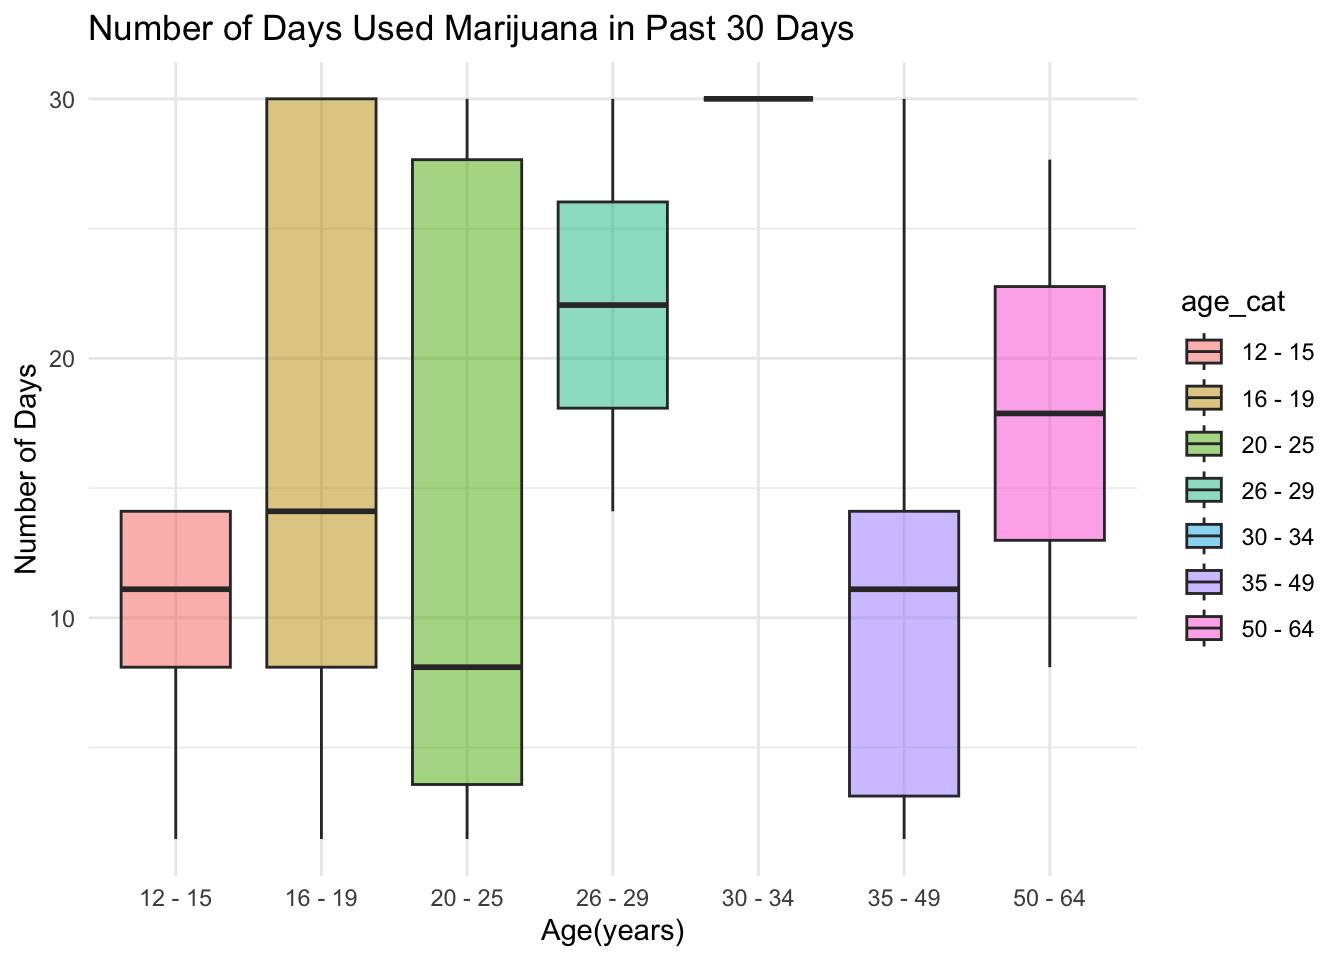 Number of Days Used Marijuana in Past 30 Days
30
20
10
Number of Days
12 - 15
16 - 19
20 - 25
26 - 29
30 - 34
35 - 49
50 - 64
Age(years)
age_cat
12 - 15
16 - 19
20 - 25
26 - 29
30 - 34
35 - 49
50 - 64